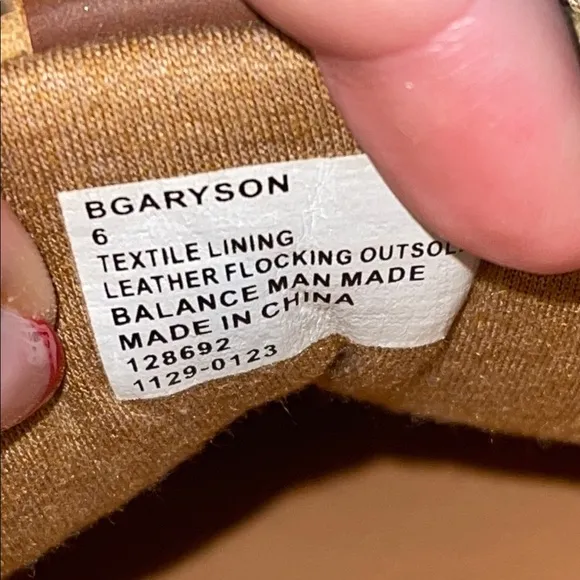 BGARYSON
6
TEXTILE LINING
LEATHER FLOCKING
BALANCE MAN MADE
MADE IN CHINA
128692
1129-0123